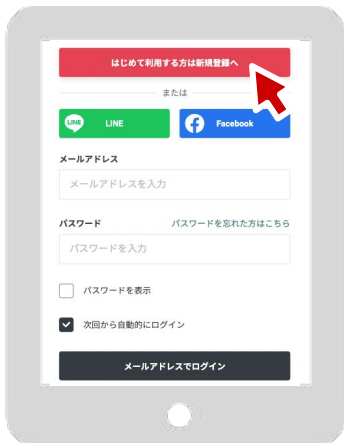 はじめて利用する方は新規登録へ
または
LINE LINE
Facebook
メールアドレス
メールアドレスを入力
パスワード パスワードを忘れた方はこちら
パスワードを入力
パスワードを表示
次回から自動的にログイン
メールアドレスでログイン